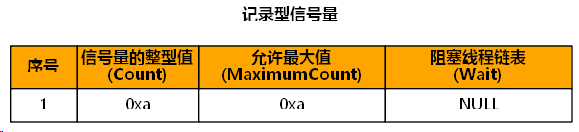 记录型信号量
序号 信号量的整型值 (Count) 允许最大值 (MaximumCount) 阻塞线程链表 (Wait)
1 0xa 0xa NULL